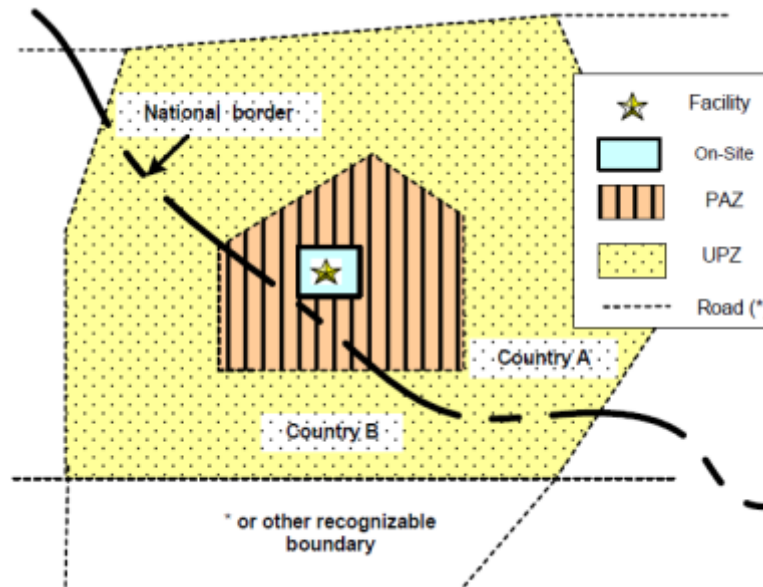 National border
Facility
On-Site
PAZ
UPZ
Road (*
Country A
Country B
* or other recognizable
boundary